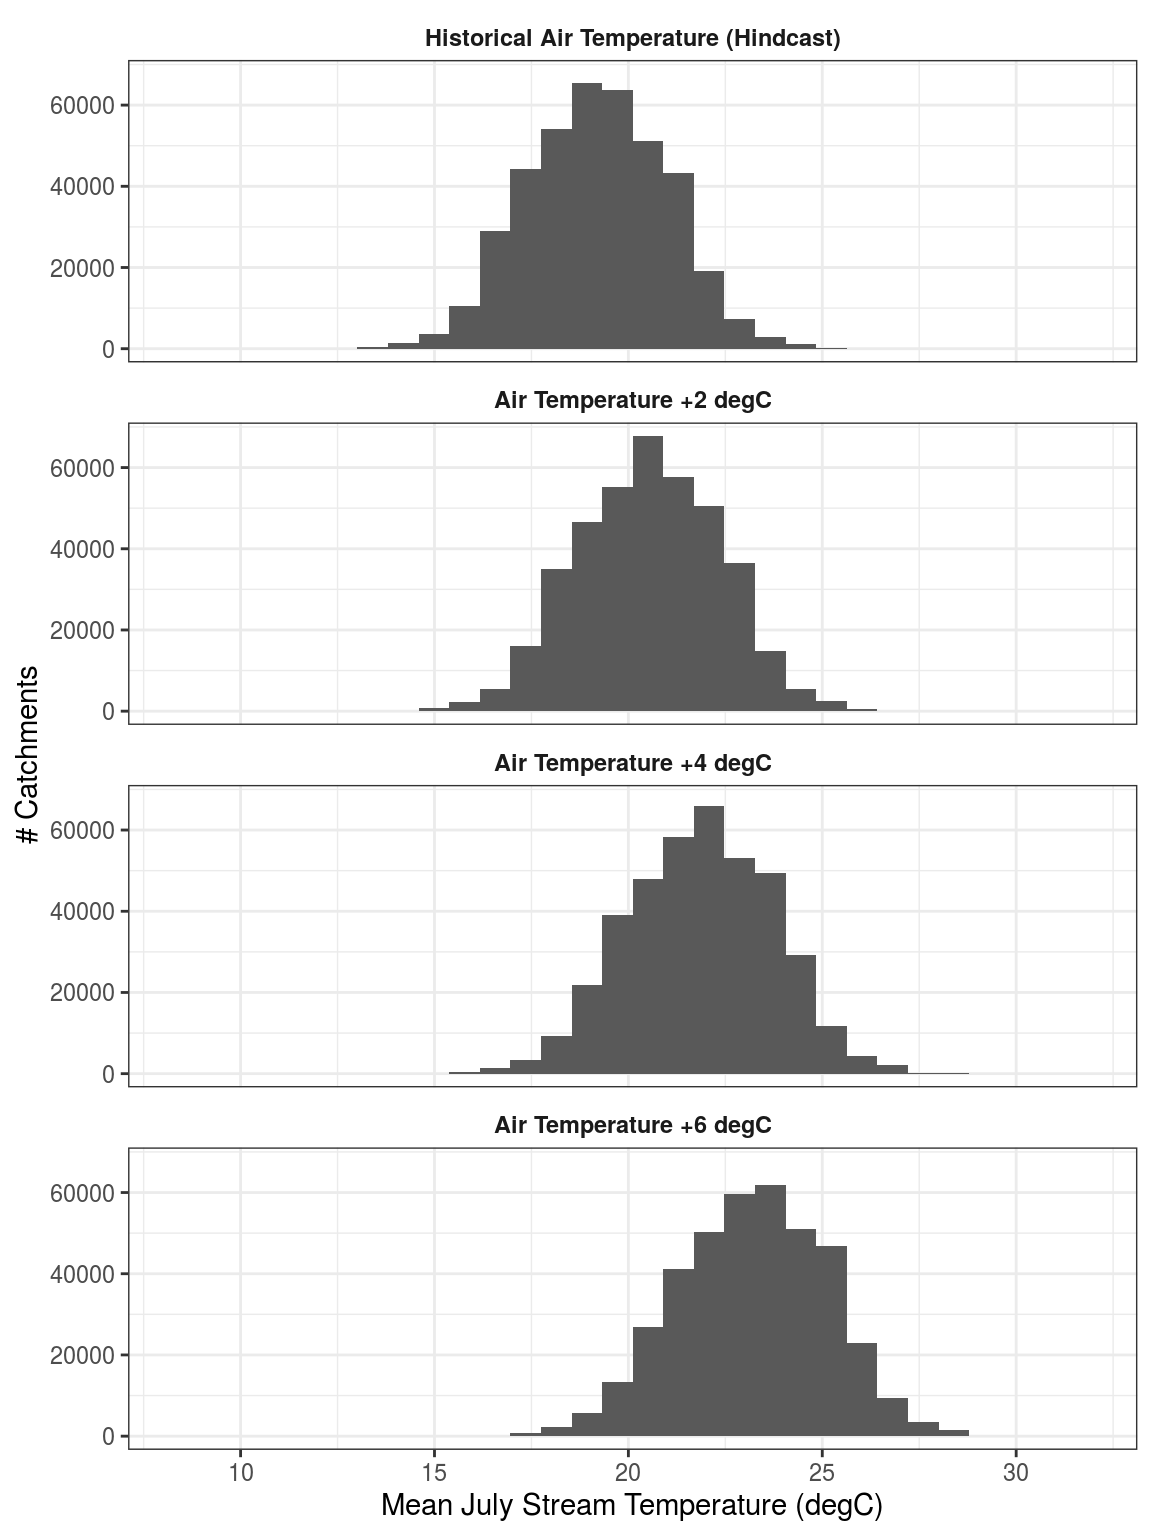 Historical Air Temperature (Hindcast)
60000
40000
20000
0
Air Temperature +2 degC
60000
40000
20000
0
# Catchments
Air Temperature +4 degC
60000
40000
20000
0
Air Temperature +6 degC
60000
40000
20000
0
10 15 20 25 30
Mean July Stream Temperature (degC)